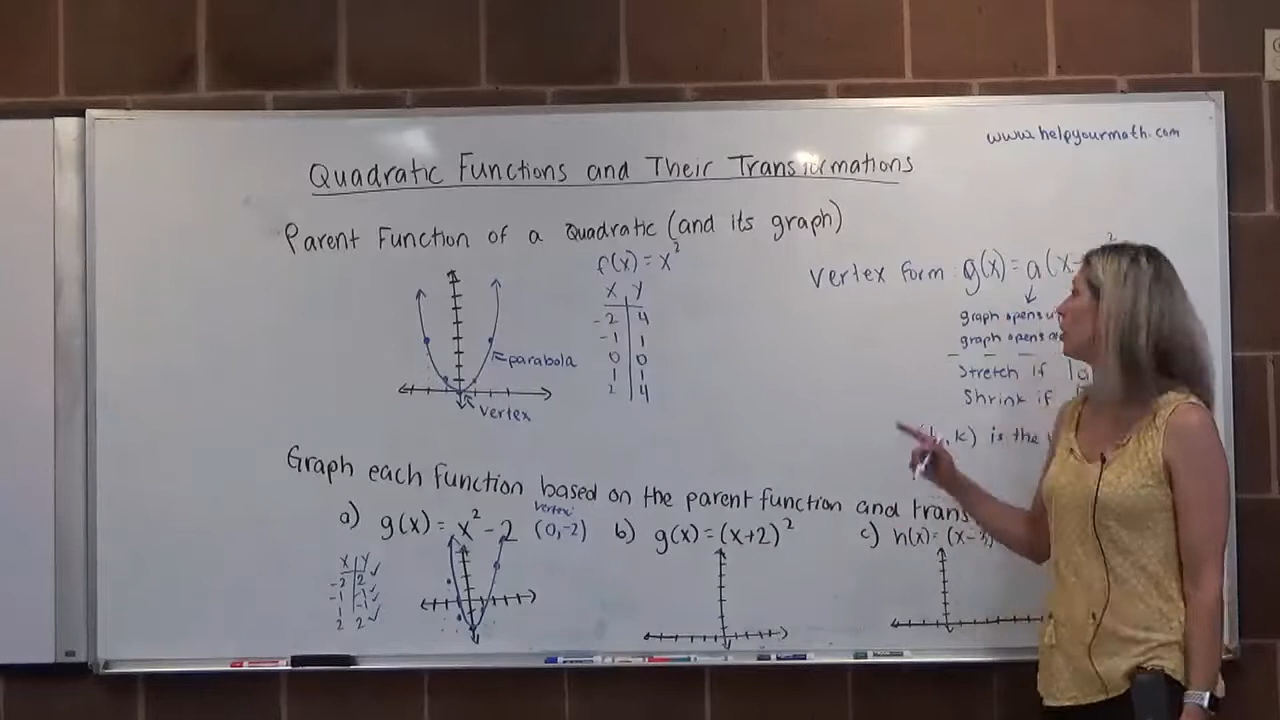 www.helpyourmath.com
Quadratic Functions and Their Transformations
Parent Function of a Quadratic (and its graph)
f(x) = x²
X Y
-2 4
-1 1
0 0
1 1
2 4
parabola
vertex
Vertex form: g(x) = a(x- ²
graph opens
graph opens
Stretch if |a
Shrink if
, k) is the
Graph each function based on the parent function and trans
a) g(x) = x² - 2
vertex
(0,-2)
X Y
-2 2
-1 -1
1
2 2
b) g(x) = (x+2)²
c) h(x) = (x-